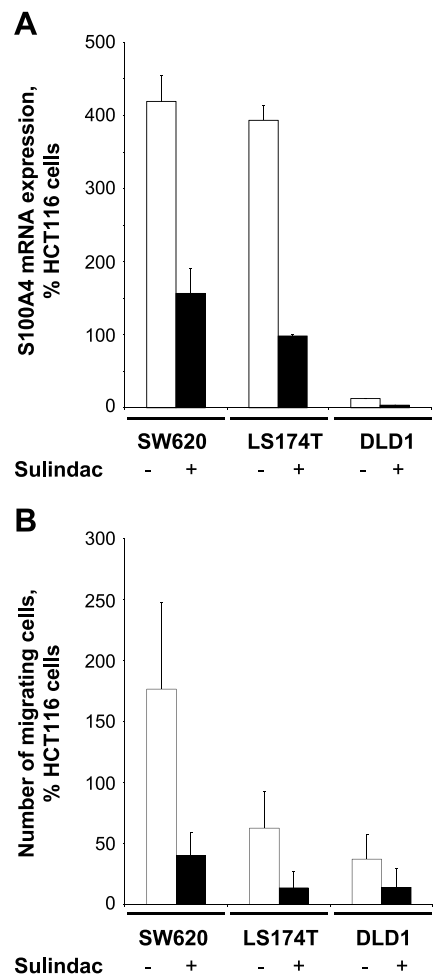 A
S100A4 mRNA expression,
% HCT116 cells
500
400
300
200
100
0
SW620 LS174T DLD1
Sulindac - + - + - +
B
Number of migrating cells,
% HCT116 cells
300
250
200
150
100
50
0
SW620 LS174T DLD1
Sulindac - + - + - +